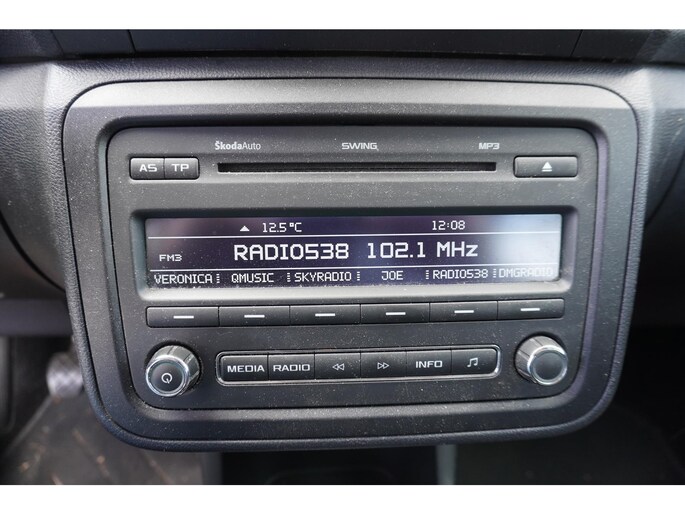 ŠkodaAuto SWING MP3
AS TP
12.5°C 12:08
FM3 RADIO538 102.1 MHz
VERONICA QMUSIC SKYRADIO JOE RADIO538 DMGRADIO
MEDIA RADIO INFO